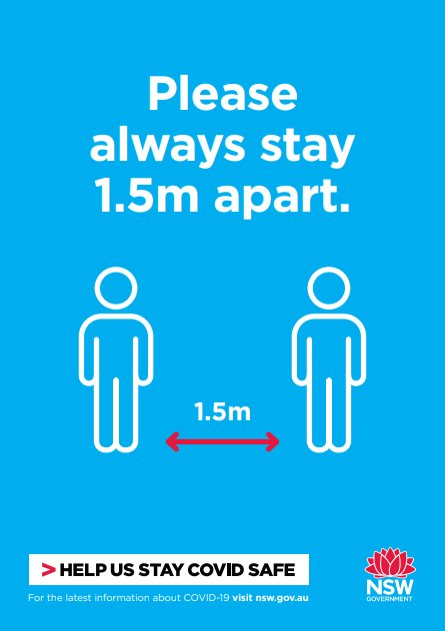 Please
always stay
1.5m apart.
1.5m
> HELP US STAY COVID SAFE
For the latest information about COVID-19 visit nsw.gov.au
NSW
GOVERNMENT